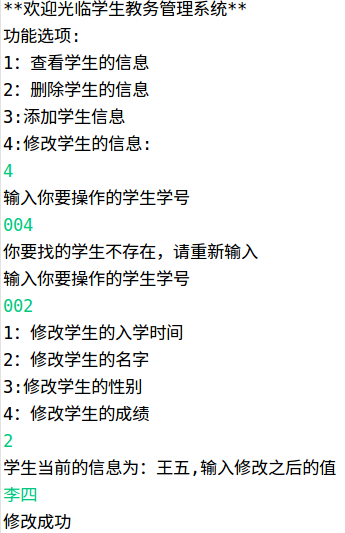 **欢迎光临学生教务管理系统**
功能选项:
1：查看学生的信息
2：删除学生的信息
3:添加学生信息
4:修改学生的信息:
4
输入你要操作的学生学号
004
你要找的学生不存在，请重新输入
输入你要操作的学生学号
002
1：修改学生的入学时间
2：修改学生的名字
3:修改学生的性别
4：修改学生的成绩
2
学生当前的信息为：王五,输入修改之后的值
李四
修改成功